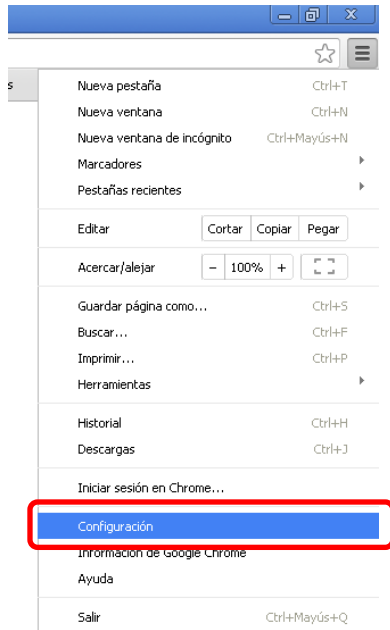 s
Nueva pestaña Ctrl+T
Nueva ventana Ctrl+N
Nueva ventana de incógnito Ctrl+Mayús+N
Marcadores
Pestañas recientes
Editar Cortar Copiar Pegar
Acercar/alejar - 100% +
Guardar página como... Ctrl+S
Buscar... Ctrl+F
Imprimir... Ctrl+P
Herramientas
Historial Ctrl+H
Descargas Ctrl+J
Iniciar sesión en Chrome...
Configuración
Información de Google Chrome
Ayuda
Salir Ctrl+Mayús+Q